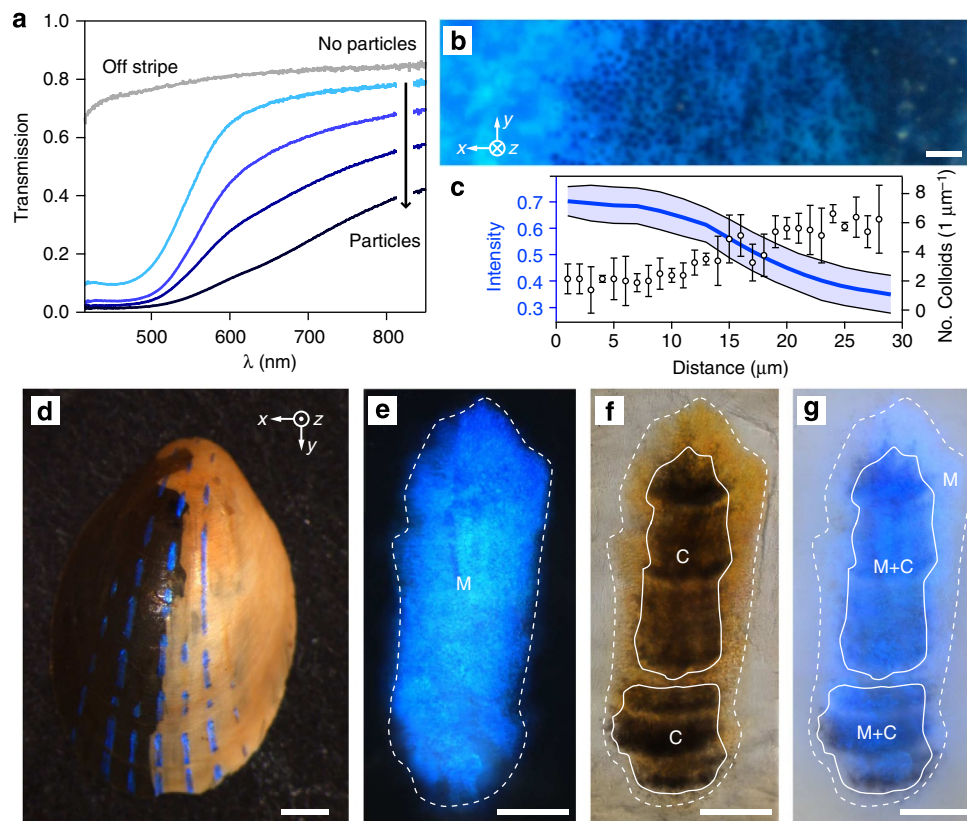 a
1.0
0.8
0.6
0.4
0.2
0.0
Transmission
Off stripe
No particles
Particles
500
600
700
800
λ (nm)
b
y
x
z
c
0.7
0.6
0.5
0.4
0.3
Intensity
8
6
4
2
0
No. Colloids (1 μm⁻¹)
0
5
10
15
20
25
30
Distance (μm)
d
x
z
y
e
M
f
C
C
g
M
M+C
M+C